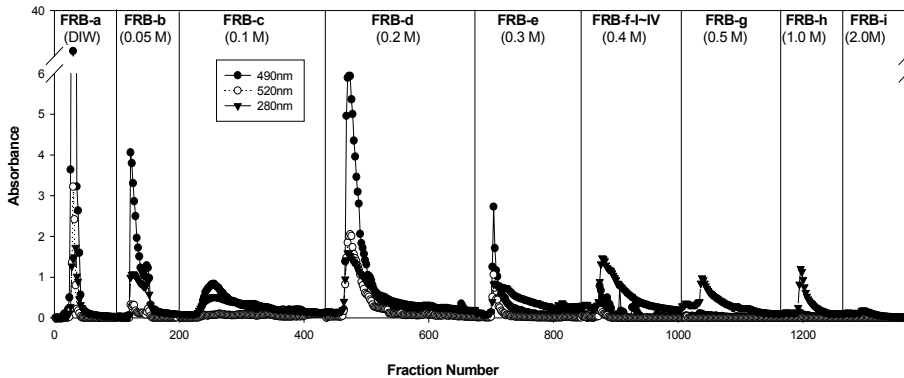 40
FRB-a FRB-b FRB-c FRB-d FRB-e FRB-f-I~IV FRB-g FRB-h FRB-i
(DIW) (0.05 M) (0.1 M) (0.2 M) (0.3 M) (0.4 M) (0.5 M) (1.0 M) (2.0M)
490nm
520nm
280nm
6
5
4
3
2
1
0
Absorbance
0 200 400 600 800 1000 1200
Fraction Number